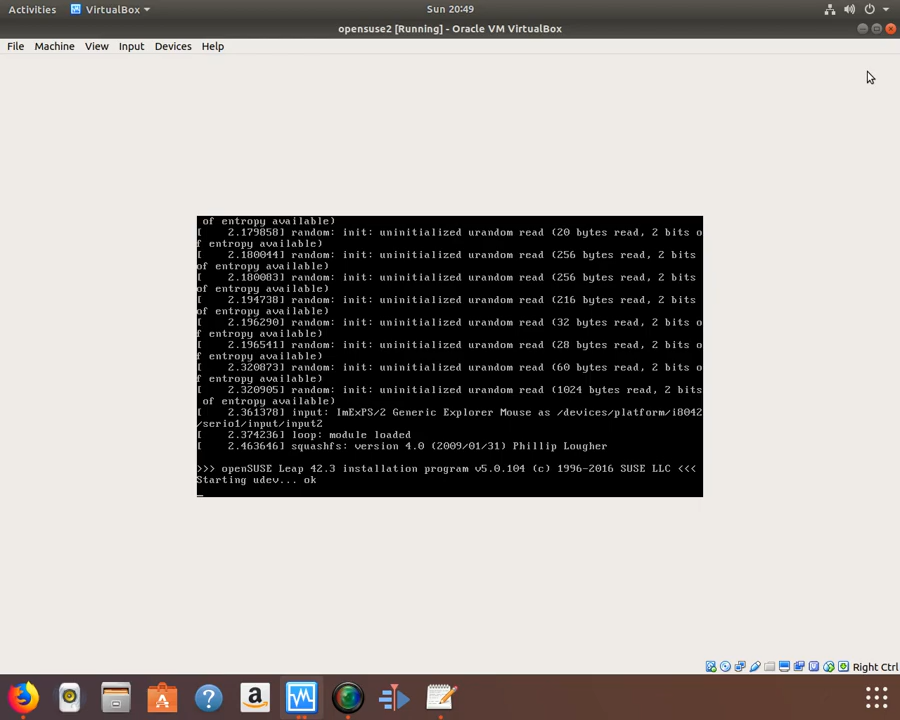 Activities VirtualBox Sun 20:49
opensuse2 [Running] - Oracle VM VirtualBox
File Machine View Input Devices Help
of entropy available)
[    2.179858] random: init: uninitialized urandom read (20 bytes read, 2 bits o
f entropy available)
[    2.180044] random: init: uninitialized urandom read (256 bytes read, 2 bits
of entropy available)
[    2.180083] random: init: uninitialized urandom read (256 bytes read, 2 bits
of entropy available)
[    2.194738] random: init: uninitialized urandom read (216 bytes read, 2 bits
of entropy available)
[    2.196290] random: init: uninitialized urandom read (32 bytes read, 2 bits o
f entropy available)
[    2.196541] random: init: uninitialized urandom read (28 bytes read, 2 bits o
f entropy available)
[    2.320873] random: init: uninitialized urandom read (60 bytes read, 2 bits o
f entropy available)
[    2.320905] random: init: uninitialized urandom read (1024 bytes read, 2 bits
of entropy available)
[    2.361378] input: ImExPS/2 Generic Explorer Mouse as /devices/platform/i8042
/serio1/input/input2
[    2.374236] loop: module loaded
[    2.463646] squashfs: version 4.0 (2009/01/31) Phillip Lougher
>>> openSUSE Leap 42.3 installation program v5.0.104 (c) 1996-2016 SUSE LLC <<<
Starting udev... ok
Right Ctrl